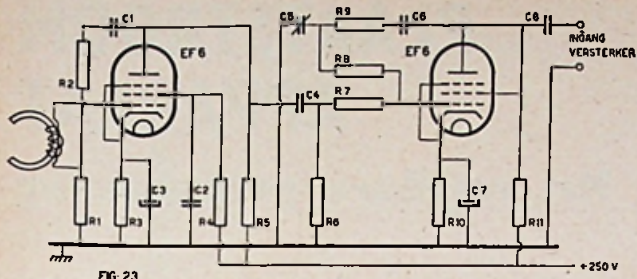 C1
C5
R9
C6
C8
R2
EF6
R8
EF6
INGANG
VERSTERKER
C4
R7
R1
R3
C3
C2
R4
R5
R6
R10
C7
R11
FIG: 23
+250 V